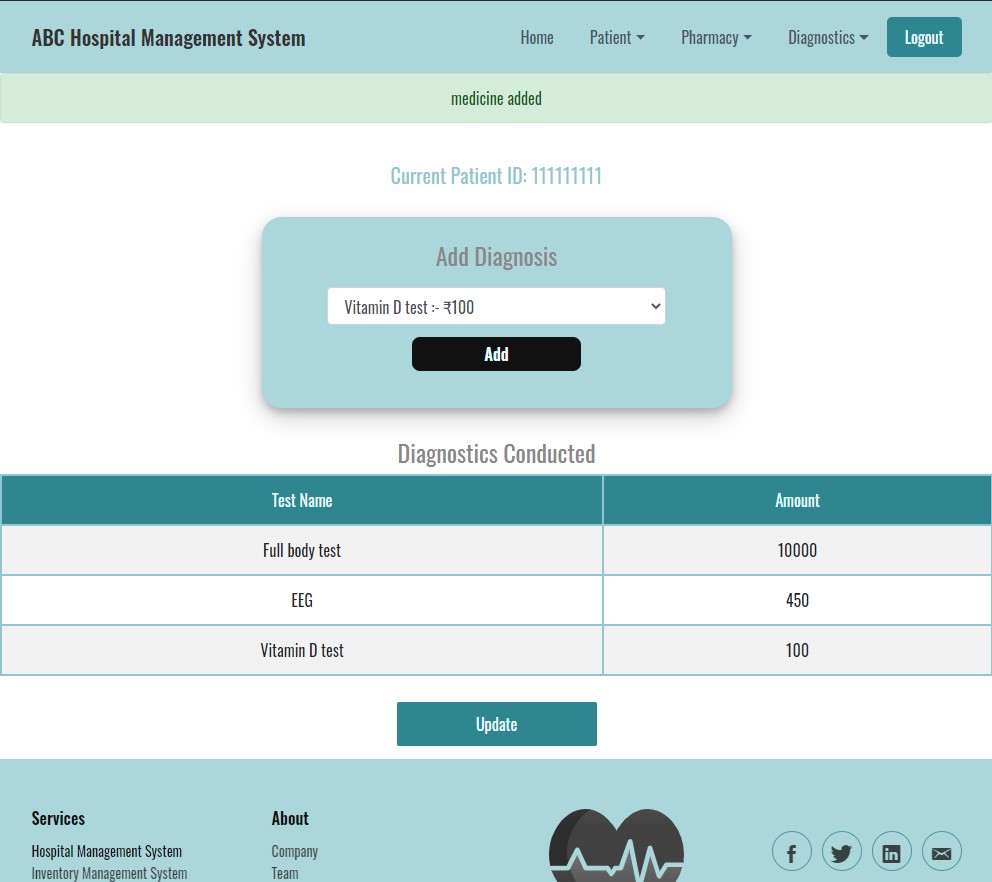 ABC Hospital Management System Home Patient Pharmacy Diagnostics Logout
medicine added
Current Patient ID: 111111111
Add Diagnosis
Vitamin D test :- ₹100
Add
Diagnostics Conducted
Test Name Amount
Full body test 10000
EEG 450
Vitamin D test 100
Update
Services About
Hospital Management System Company
Inventory Management System Team